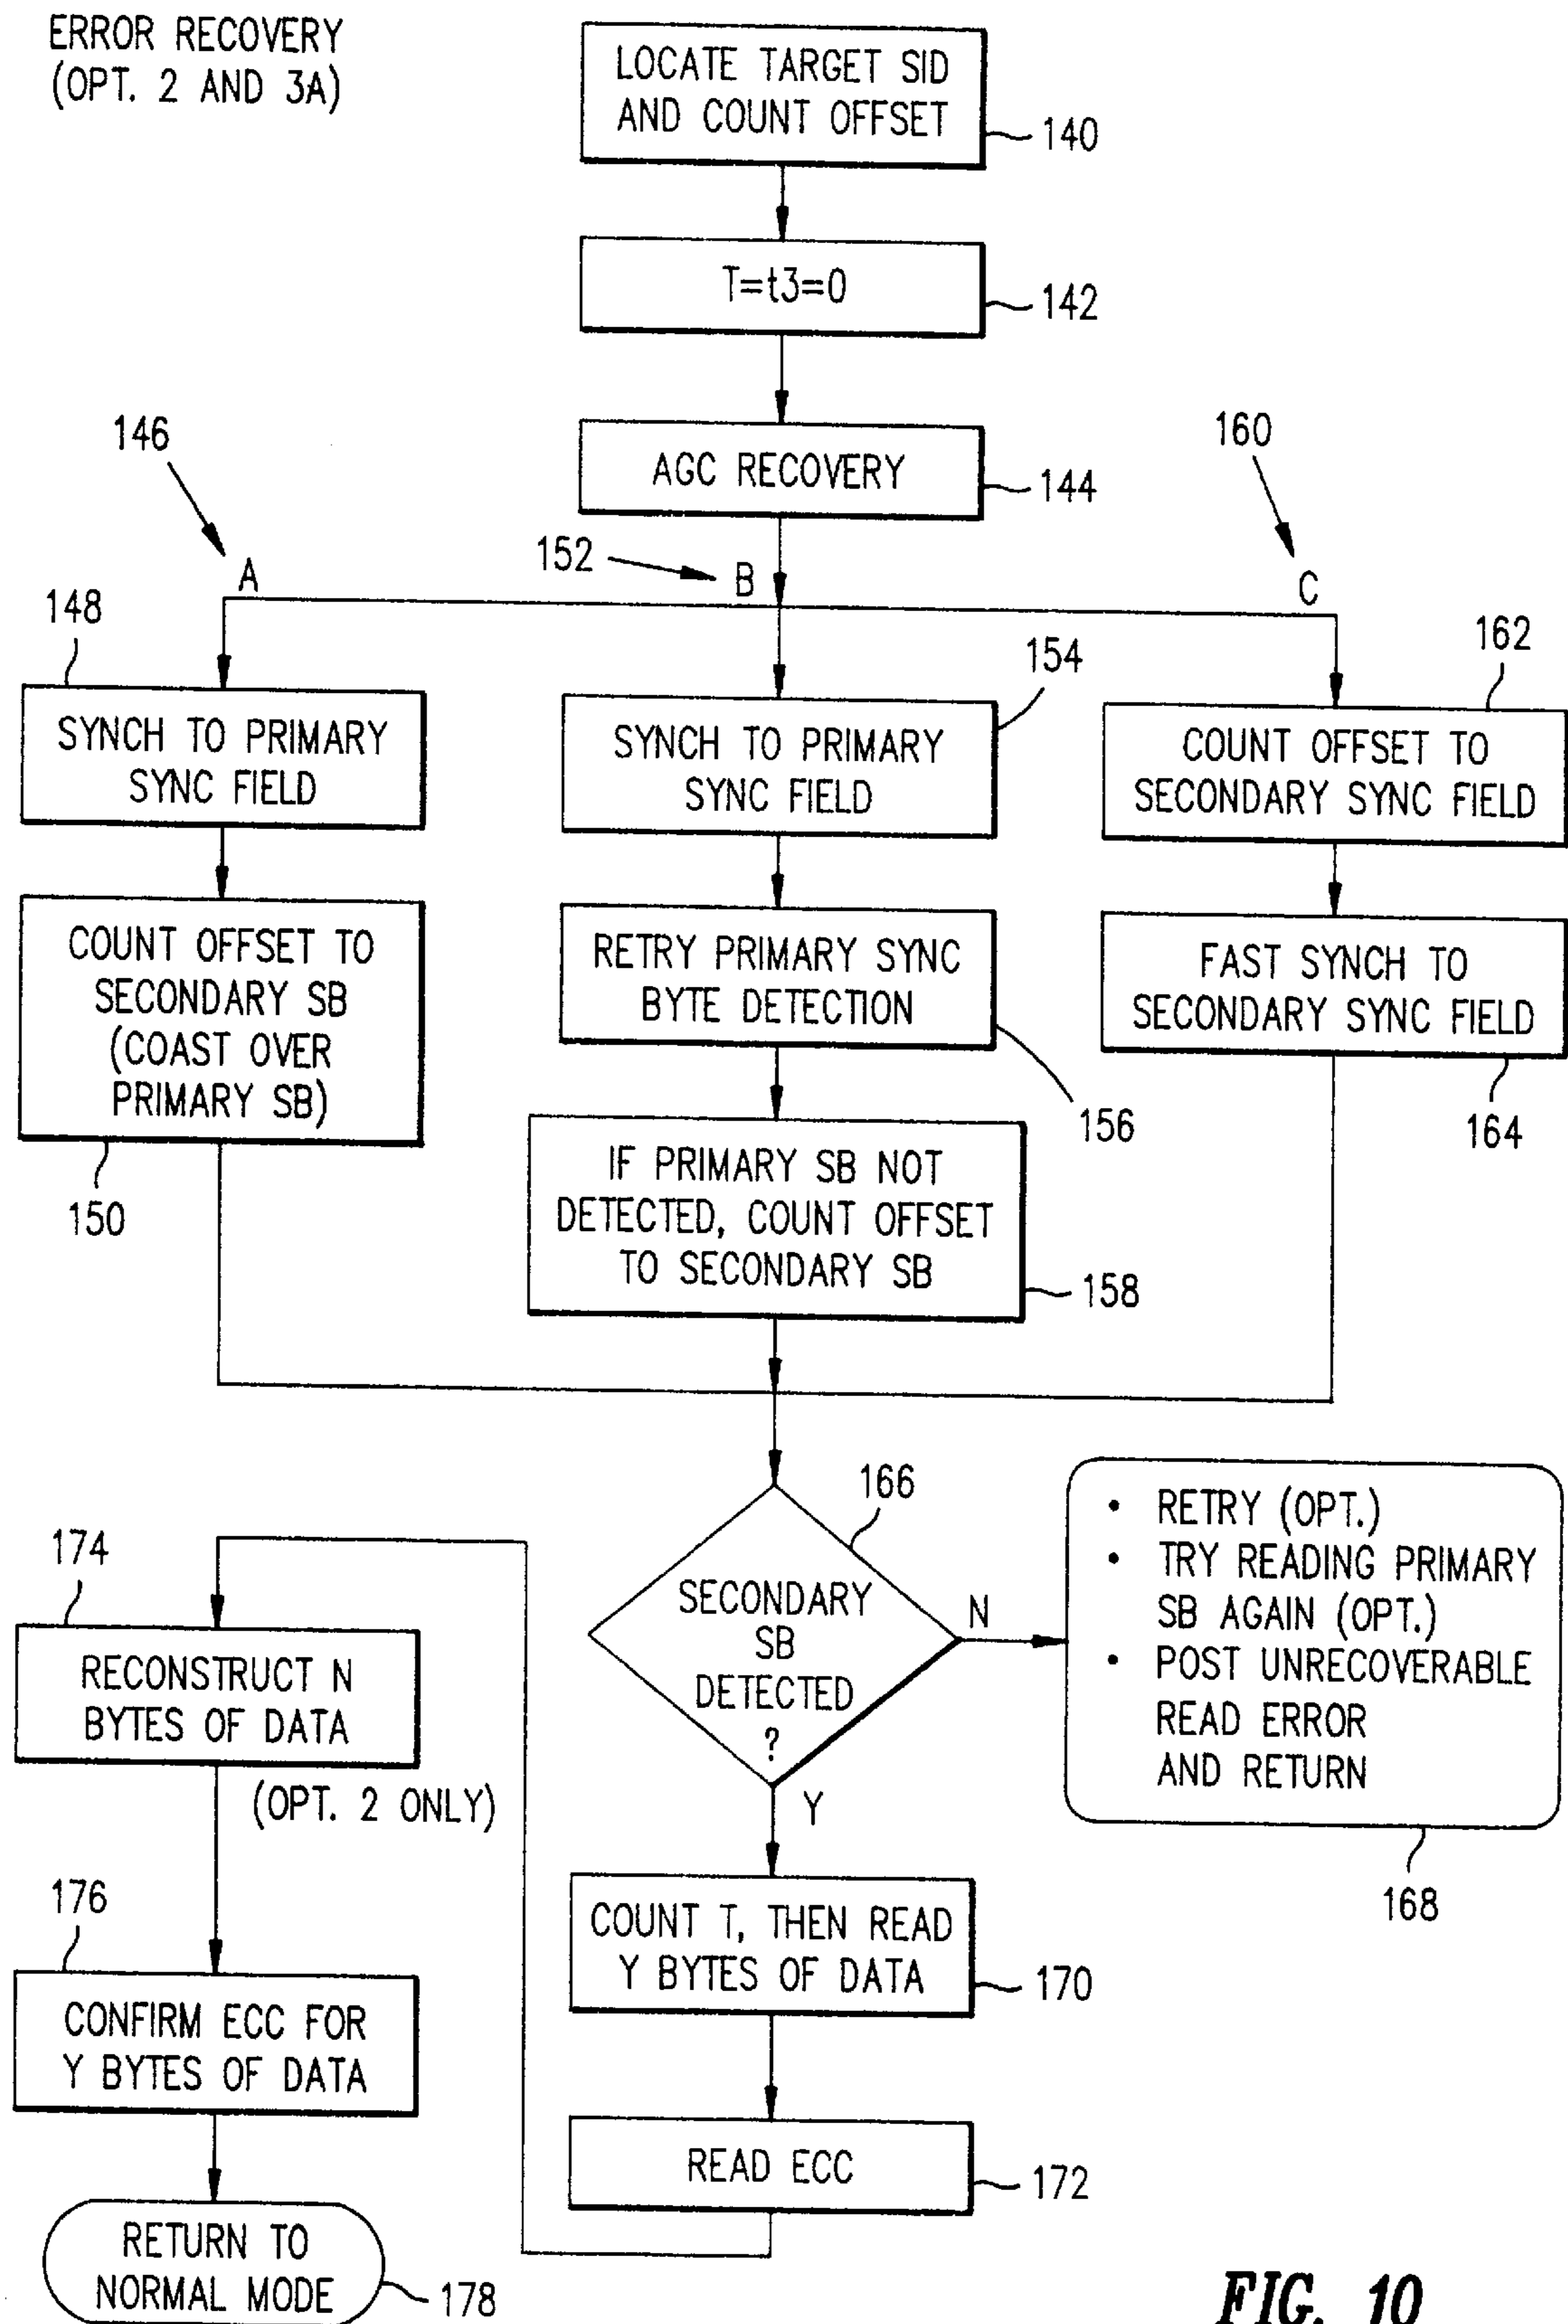 ERROR RECOVERY
(OPT. 2 AND 3A)
LOCATE TARGET SID
AND COUNT OFFSET
140
T=t3=0
142
AGC RECOVERY
144
146
A
152
B
160
C
148
SYNCH TO PRIMARY
SYNC FIELD
COUNT OFFSET TO
SECONDARY SB
(COAST OVER
PRIMARY SB)
150
154
SYNCH TO PRIMARY
SYNC FIELD
RETRY PRIMARY SYNC
BYTE DETECTION
156
IF PRIMARY SB NOT
DETECTED, COUNT OFFSET
TO SECONDARY SB
158
162
COUNT OFFSET TO
SECONDARY SYNC FIELD
FAST SYNCH TO
SECONDARY SYNC FIELD
164
166
SECONDARY
SB
DETECTED
?
N
Y
• RETRY (OPT.)
• TRY READING PRIMARY
SB AGAIN (OPT.)
• POST UNRECOVERABLE
READ ERROR
AND RETURN
168
COUNT T, THEN READ
Y BYTES OF DATA
170
READ ECC
172
174
RECONSTRUCT N
BYTES OF DATA
(OPT. 2 ONLY)
176
CONFIRM ECC FOR
Y BYTES OF DATA
RETURN TO
NORMAL MODE
178
FIG. 10